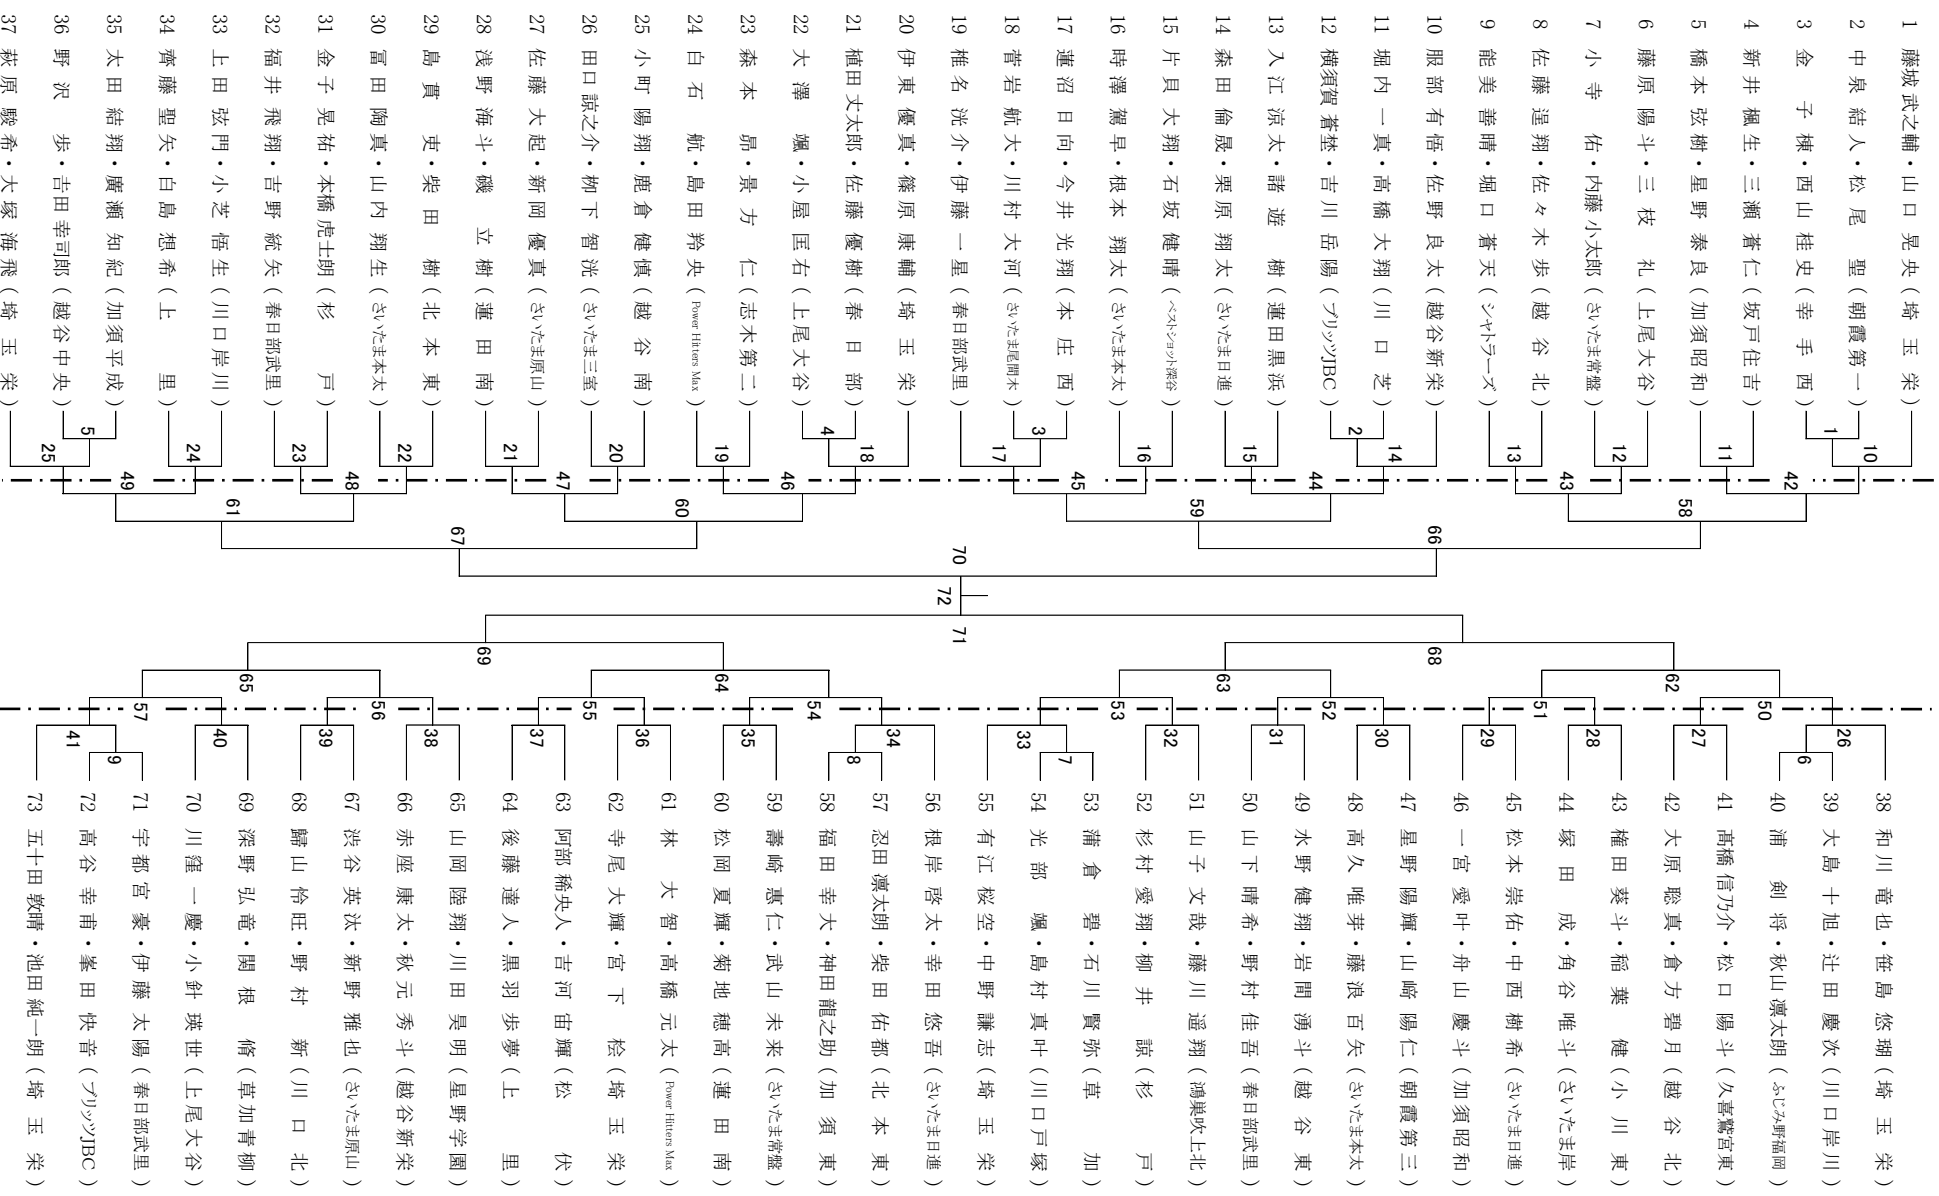 1 藤城 武之輔・山口 晃央 ( 埼玉栄 )
2 中泉 結人・松尾 聖 ( 朝霞第一 )
3 金子 棟・西山 桂史 ( 幸手西 )
4 新井 楓生・三瀬 蒼仁 ( 坂戸住吉 )
5 橋本 弦樹・星野 泰良 ( 加須昭和 )
6 藤原 陽斗・三枝 礼 ( 上尾大谷 )
7 小寺 佑・内藤 小太郎 ( さいたま常盤 )
8 佐藤 逞翔・佐々木 歩 ( 越谷北 )
9 能美 善晴・堀口 蒼天 ( シャトラーズ )
10 服部 有悟・佐野 良太 ( 越谷新栄 )
11 堀内 一真・高橋 大翔 ( 川口芝 )
12 横須賀 蒼埜・吉川 岳陽 ( ブリッツJBC )
13 入江 涼太・諸遊 樹 ( 蓮田黒浜 )
14 森田 倫晟・栗原 翔太 ( さいたま日進 )
15 片貝 大翔・石坂 健晴 ( ベストショット深谷 )
16 時澤 駕早・根本 翔太 ( さいたま本太 )
17 蓮沼 日向・今井 光翔 ( 本庄西 )
18 菅岩 航大・川村 大河 ( さいたま尾間木 )
19 椎名 洸介・伊藤 一星 ( 春日部武里 )
20 伊東 優真・篠原 康輔 ( 埼玉栄 )
21 植田 丈太郎・佐藤 優樹 ( 春日部 )
22 大澤 颯・小屋 匡右 ( 上尾大谷 )
23 森本 昴・景方 仁 ( 志木第二 )
24 白石 航・島田 羚央 ( Power Hitters Max )
25 小町 陽翔・鹿倉 健慎 ( 越谷南 )
26 田口 諒之介・栁下 智洸 ( さいたま三室 )
27 佐藤 大起・新岡 優真 ( さいたま原山 )
28 浅野 海斗・磯 立樹 ( 蓮田南 )
29 島貫 吏・柴田 樹 ( 北本東 )
30 冨田 陶真・山内 翔生 ( さいたま本太 )
31 金子 晃祐・本橋 虎士朗 ( 杉戸 )
32 福井 飛翔・吉野 統矢 ( 春日部武里 )
33 上田 弦門・小芝 悟生 ( 川口岸川 )
34 齊藤 聖矢・白島 想希 ( 上里 )
35 太田 結翔・廣瀬 知紀 ( 加須平成 )
36 野沢 歩・吉田 幸司郎 ( 越谷中央 )
37 萩原 駿希・大塚 海飛 ( 埼玉栄 )
1 2 3 4 5
10 11 12 13 14 15 16 17 18 19 20 21 22 23 24 25
42 43 44 45 46 47 48 49
58 59 60 61
66 67
70
72
71
68 69
62 63 64 65
50 51 52 53 54 55 56 57
26 27 28 29 30 31 32 33 34 35 36 37 38 39 40 41
6 7 8 9
38 和川 竜也・笹島 悠瑚 ( 埼玉栄 )
39 大島 十旭・辻田 慶次 ( 川口岸川 )
40 浦 剣将・秋山 凛太朗 ( ふじみ野福岡 )
41 高橋 信乃介・松口 陽斗 ( 久喜鷲宮東 )
42 大原 聡真・倉方 碧月 ( 越谷北 )
43 権田 葵斗・稲葉 健 ( 小川東 )
44 塚田 成・角谷 唯斗 ( さいたま岸 )
45 松本 崇佑・中西 樹希 ( さいたま日進 )
46 一宮 愛叶・舟山 慶斗 ( 加須昭和 )
47 星野 陽輝・山﨑 陽仁 ( 朝霞第三 )
48 高久 唯芽・藤浪 百矢 ( さいたま本太 )
49 水野 健翔・岩間 湧斗 ( 越谷東 )
50 山下 晴希・野村 佳吾 ( 春日部武里 )
51 山子 文哉・藤川 遥翔 ( 鴻巣吹上北 )
52 杉村 愛翔・柳井 諒 ( 杉戸 )
53 蒲倉 碧・石川 賢弥 ( 草加 )
54 光部 颯・島村 真叶 ( 川口戸塚 )
55 有江 桜空・中野 謙志 ( 埼玉栄 )
56 根岸 啓太・幸田 悠吾 ( さいたま日進 )
57 忍田 凛太朗・柴田 佑都 ( 北本東 )
58 福田 幸大・神田 龍之助 ( 加須東 )
59 壽崎 惠仁・武山 未来 ( さいたま常盤 )
60 松岡 夏輝・菊地 穂高 ( 蓮田南 )
61 林 大智・高橋 元太 ( Power Hitters Max )
62 寺尾 大輝・宮下 桧 ( 埼玉栄 )
63 阿部 稀央人・吉河 宙輝 ( 松伏 )
64 後藤 達人・黒羽 歩夢 ( 上里 )
65 山岡 陸翔・川田 昊明 ( 星野学園 )
66 赤座 康太・秋元 秀斗 ( 越谷新栄 )
67 渋谷 英汰・新野 雅也 ( さいたま原山 )
68 歸山 怜旺・野村 新 ( 川口北 )
69 深野 弘竜・関根 脩 ( 草加青柳 )
70 川窪 一慶・小針 瑛世 ( 上尾大谷 )
71 宇都宮 豪・伊藤 太陽 ( 春日部武里 )
72 高谷 幸甫・峯田 快音 ( ブリッツJBC )
73 五十田 敦晴・池田 純一朗 ( 埼玉栄 )